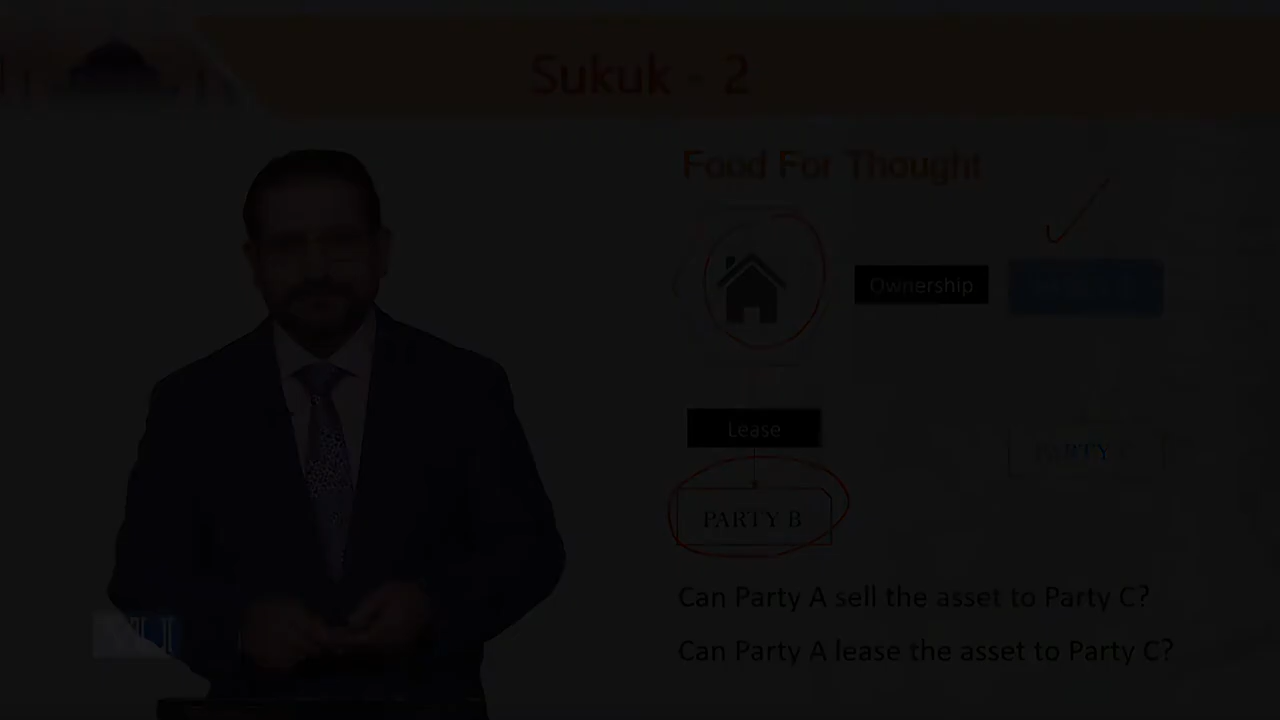 Sukuk - 2
Food For Thought
Ownership
Lease
PARTY
PARTY B
Can Party A sell the asset to Party C?
Can Party A lease the asset to Party C?